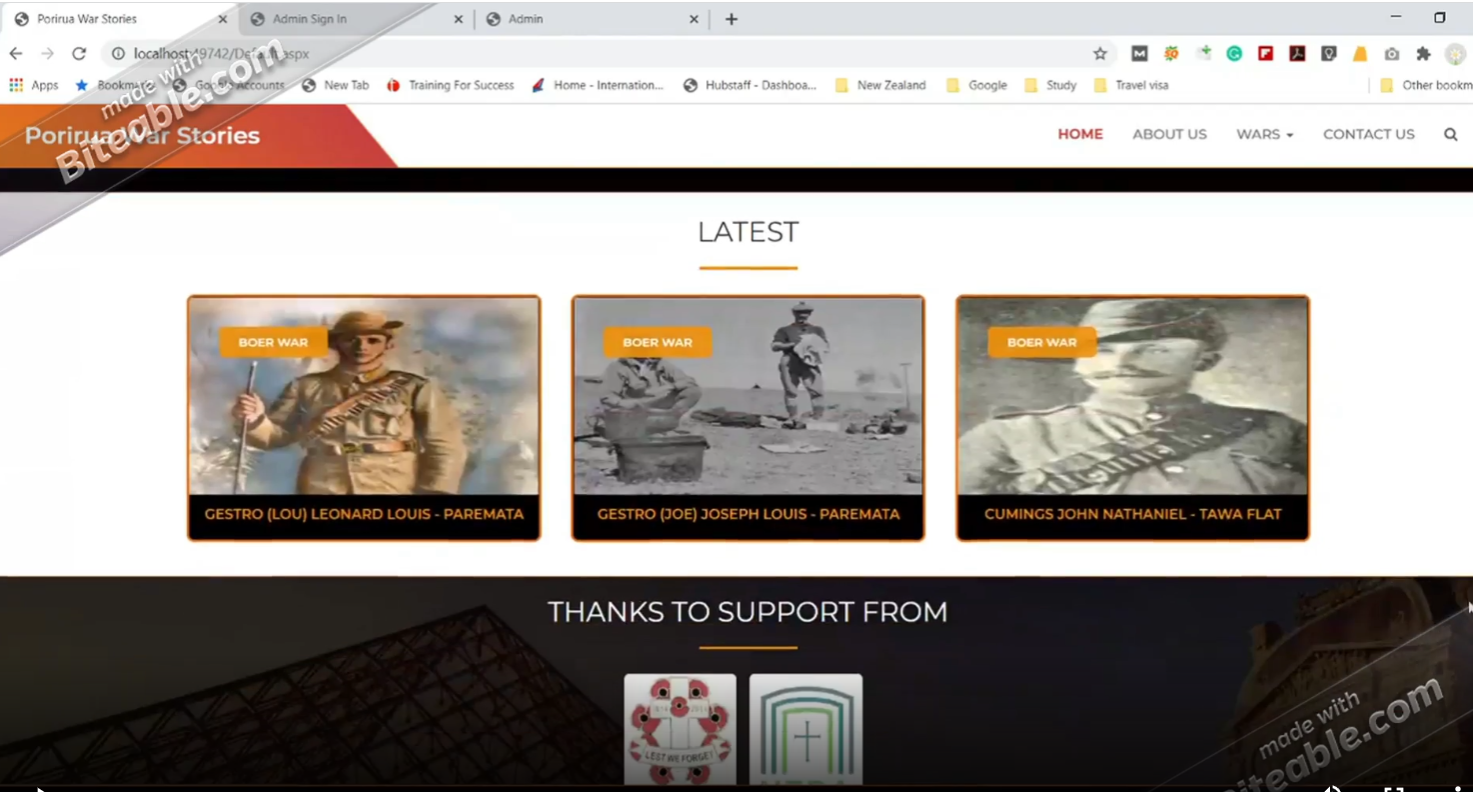 Porirua War Stories
Admin Sign In
Admin
localhost:49742/Default.aspx
Apps
Bookmarks
Google Accounts
New Tab
Training For Success
Home - Internation...
Hubstaff - Dashboa...
New Zealand
Google
Study
Travel visa
Other bookm
made with
Biteable.com
Porirua War Stories
HOME
ABOUT US
WARS
CONTACT US
LATEST
BOER WAR
BOER WAR
BOER WAR
GESTRO (LOU) LEONARD LOUIS - PAREMATA
GESTRO (JOE) JOSEPH LOUIS - PAREMATA
CUMINGS JOHN NATHANIEL - TAWA FLAT
THANKS TO SUPPORT FROM
LEST WE FORGET
made with
Biteable.com